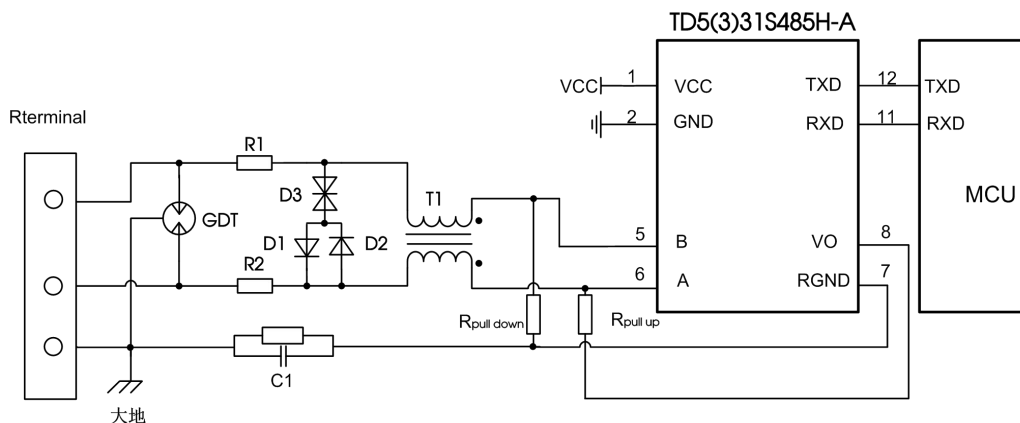 TD5(3)31S485H-A
VCC 1 VCC TXD 12 TXD
2 GND RXD 11 RXD
Rterminal
R1
D3 T1 MCU
GDT
D1 D2 5 B VO 8
R2 6 A RGND 7
Rpull down Rpull up
C1
大地